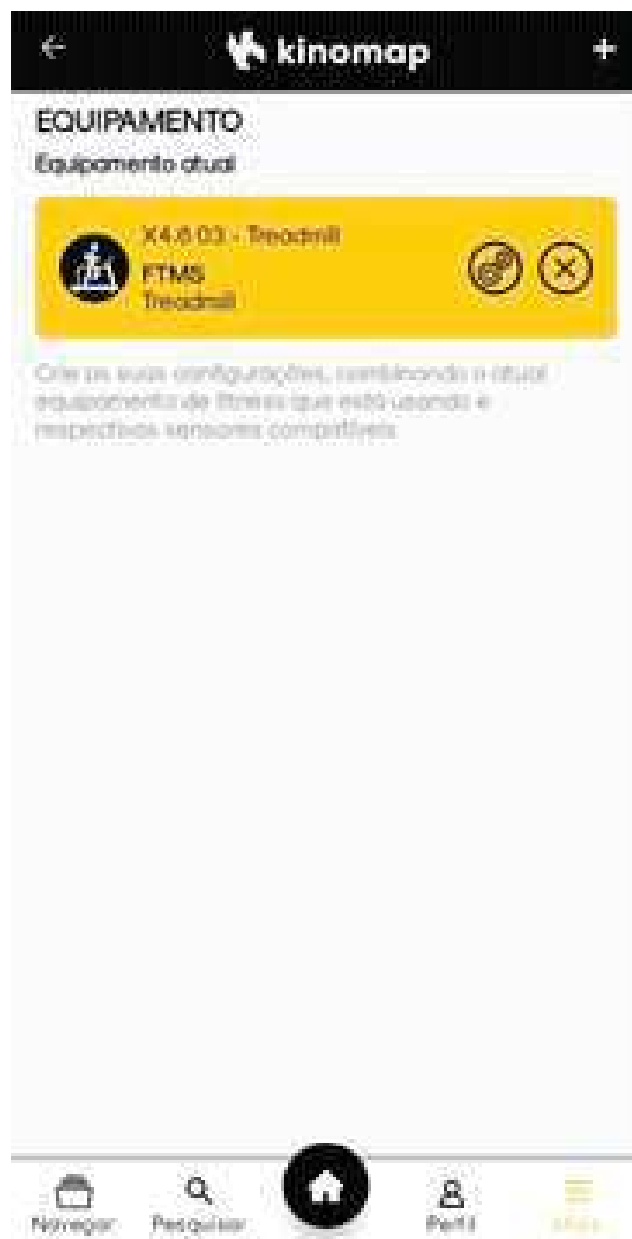 kinomap
EQUIPAMENTO
Equipamento atual
X4.6 03 - Treadmill
FTMS
Treadmill
Crie as suas configurações, combinando o atual
equipamento de fitness que está usando e
respectivos sensores compatíveis
Navegar
Pesquisar
Perfil